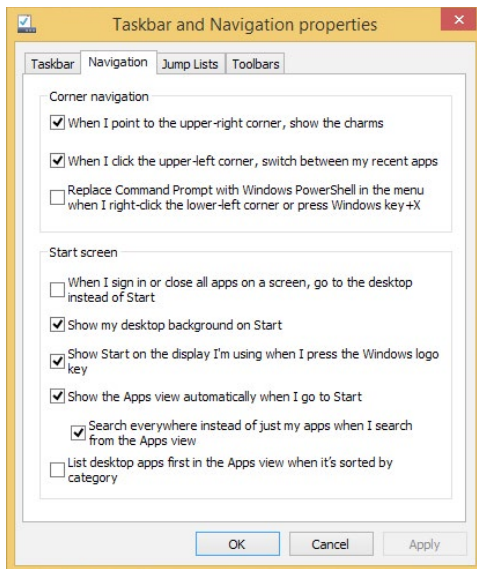 Taskbar and Navigation properties
Taskbar
Navigation
Jump Lists
Toolbars
Corner navigation
When I point to the upper-right corner, show the charms
When I click the upper-left corner, switch between my recent apps
Replace Command Prompt with Windows PowerShell in the menu
when I right-click the lower-left corner or press Windows key+X
Start screen
When I sign in or close all apps on a screen, go to the desktop
instead of Start
Show my desktop background on Start
Show Start on the display I'm using when I press the Windows logo
key
Show the Apps view automatically when I go to Start
Search everywhere instead of just my apps when I search
from the Apps view
List desktop apps first in the Apps view when it's sorted by
category
OK
Cancel
Apply